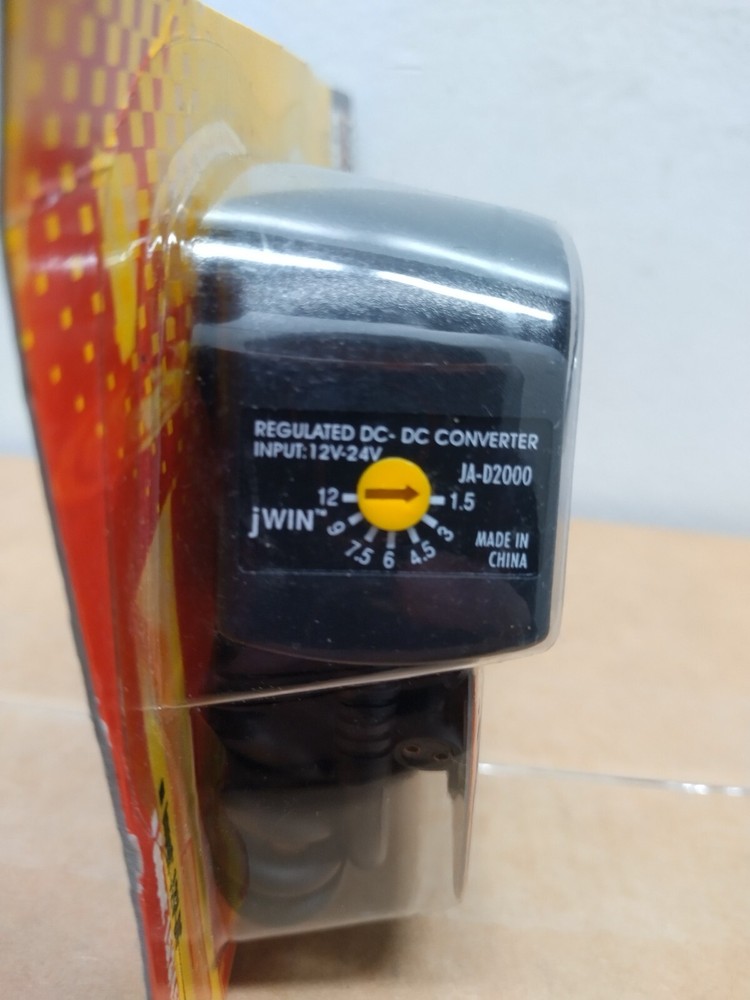 REGULATED DC- DC CONVERTER
INPUT:12V-24V
JA-D2000
12
1.5
jWIN™
9
7.5
6
4.5
3
MADE IN
CHINA